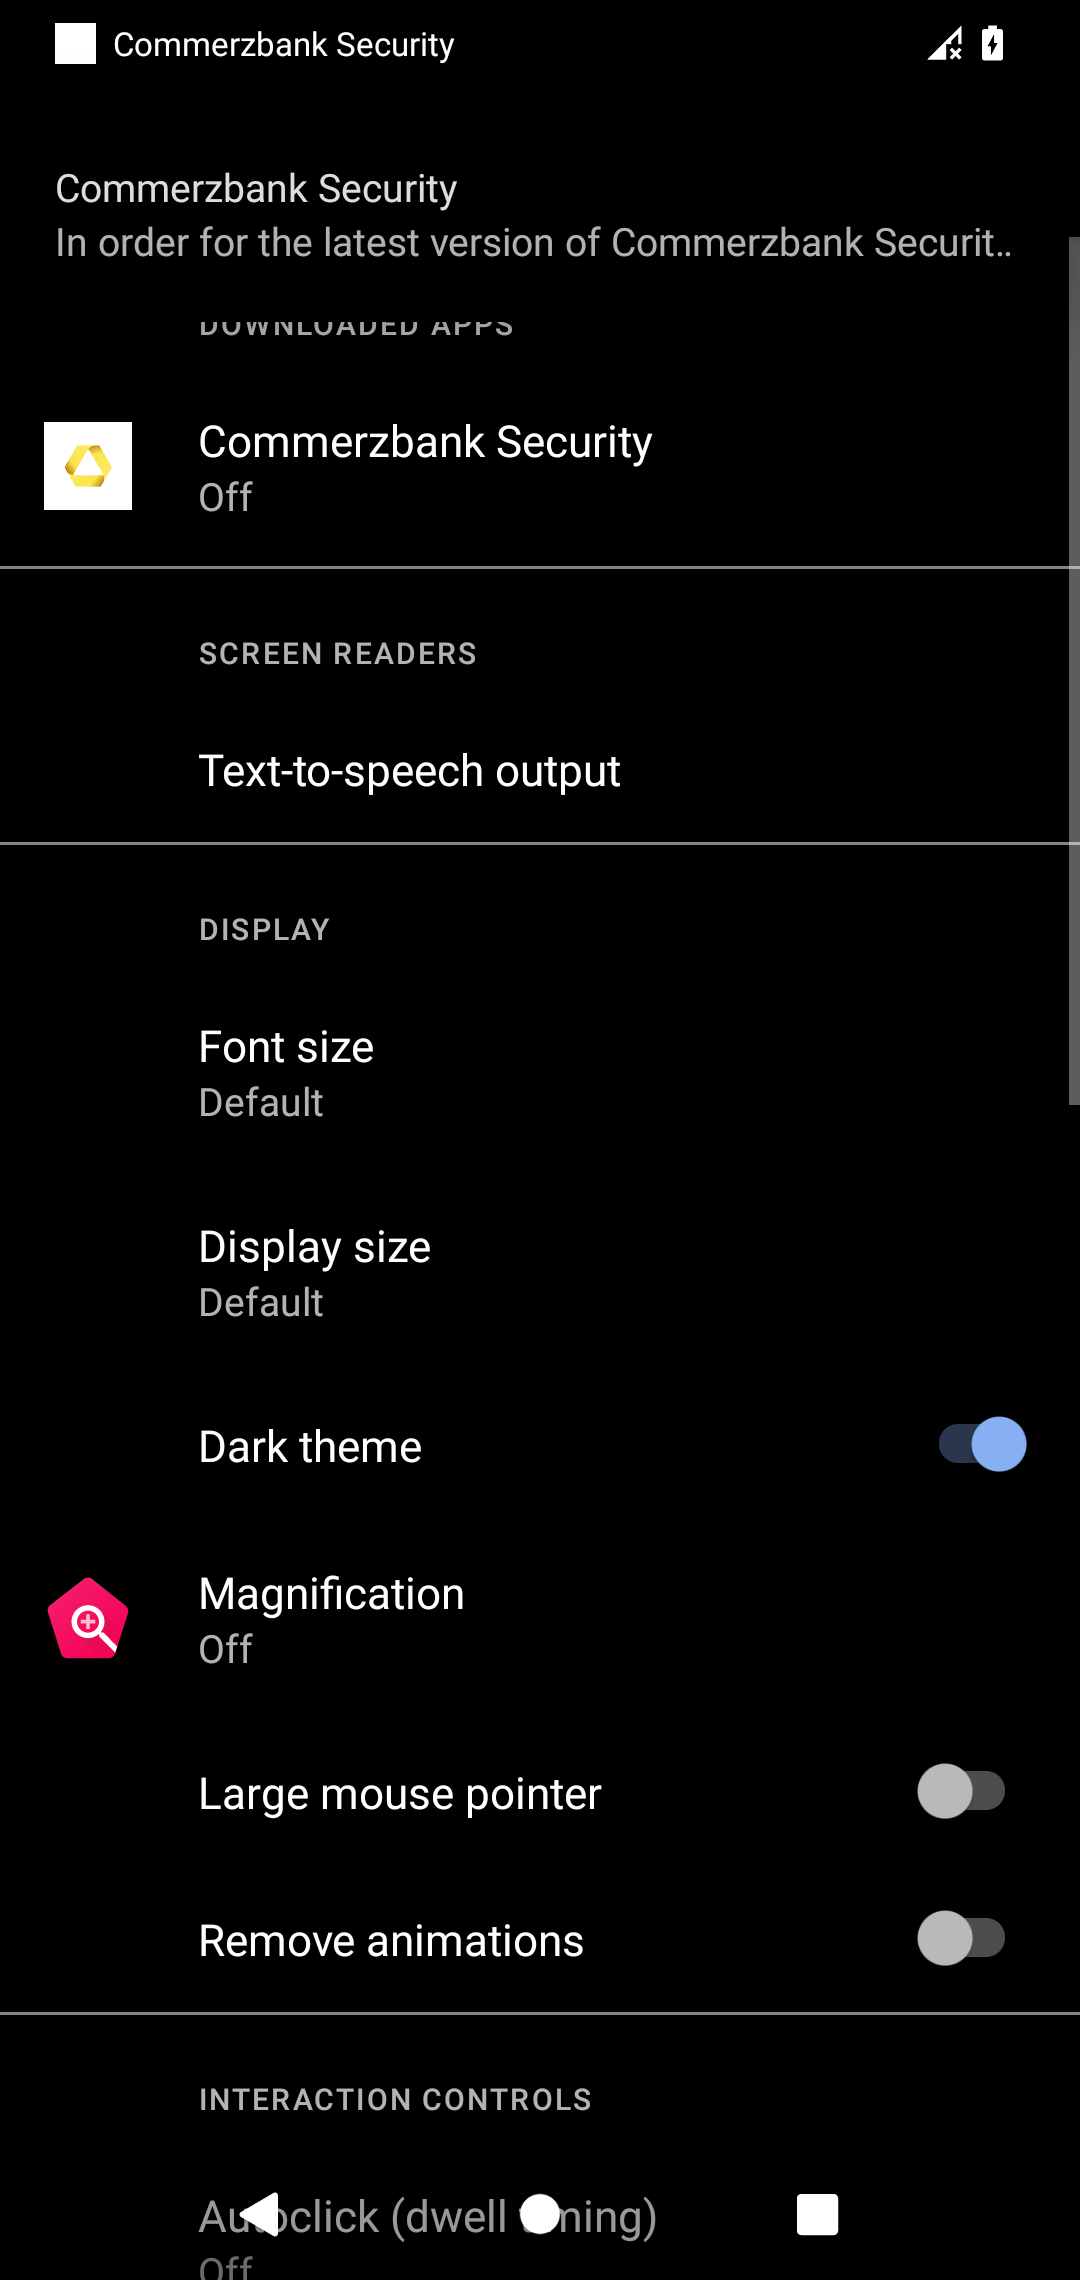 Commerzbank Security
Commerzbank Security
In order for the latest version of Commerzbank Securit..
DOWNLOADED APPS
Commerzbank Security
Off
SCREEN READERS
Text-to-speech output
DISPLAY
Font size
Default
Display size
Default
Dark theme
Magnification
Off
Large mouse pointer
Remove animations
INTERACTION CONTROLS
Autoclick (dwell timing)
Off